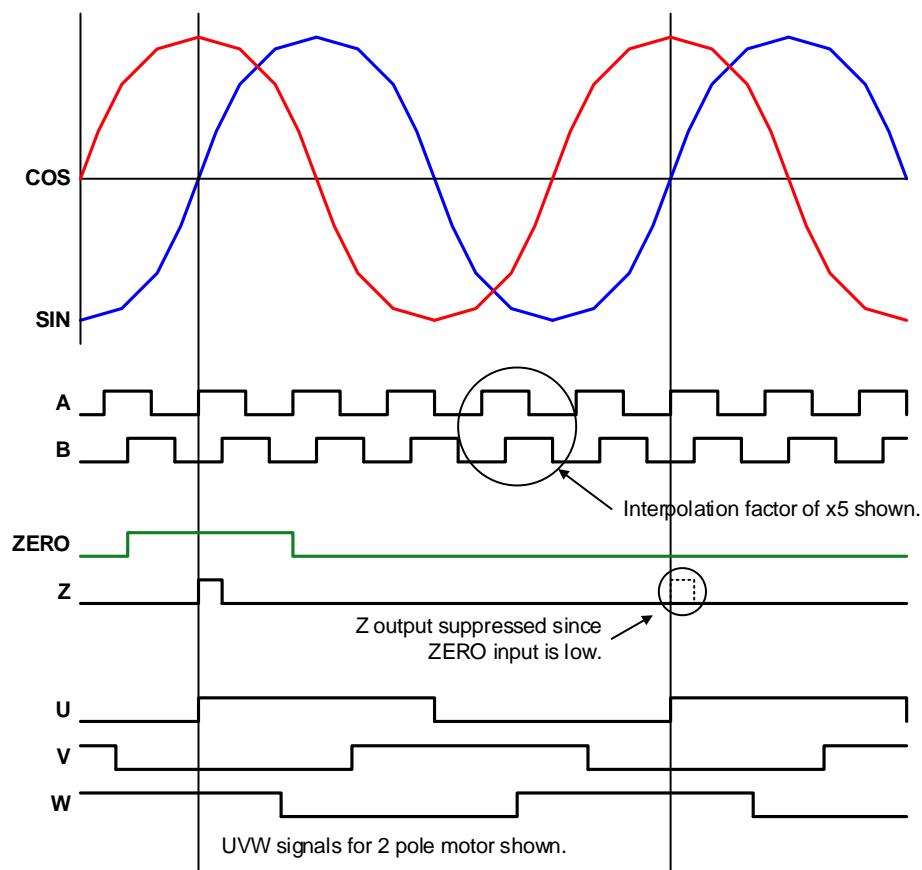 COS
SIN
A
B
Interpolation factor of x5 shown.
ZERO
Z
Z output suppressed since
ZERO input is low.
U
V
W
UVW signals for 2 pole motor shown.